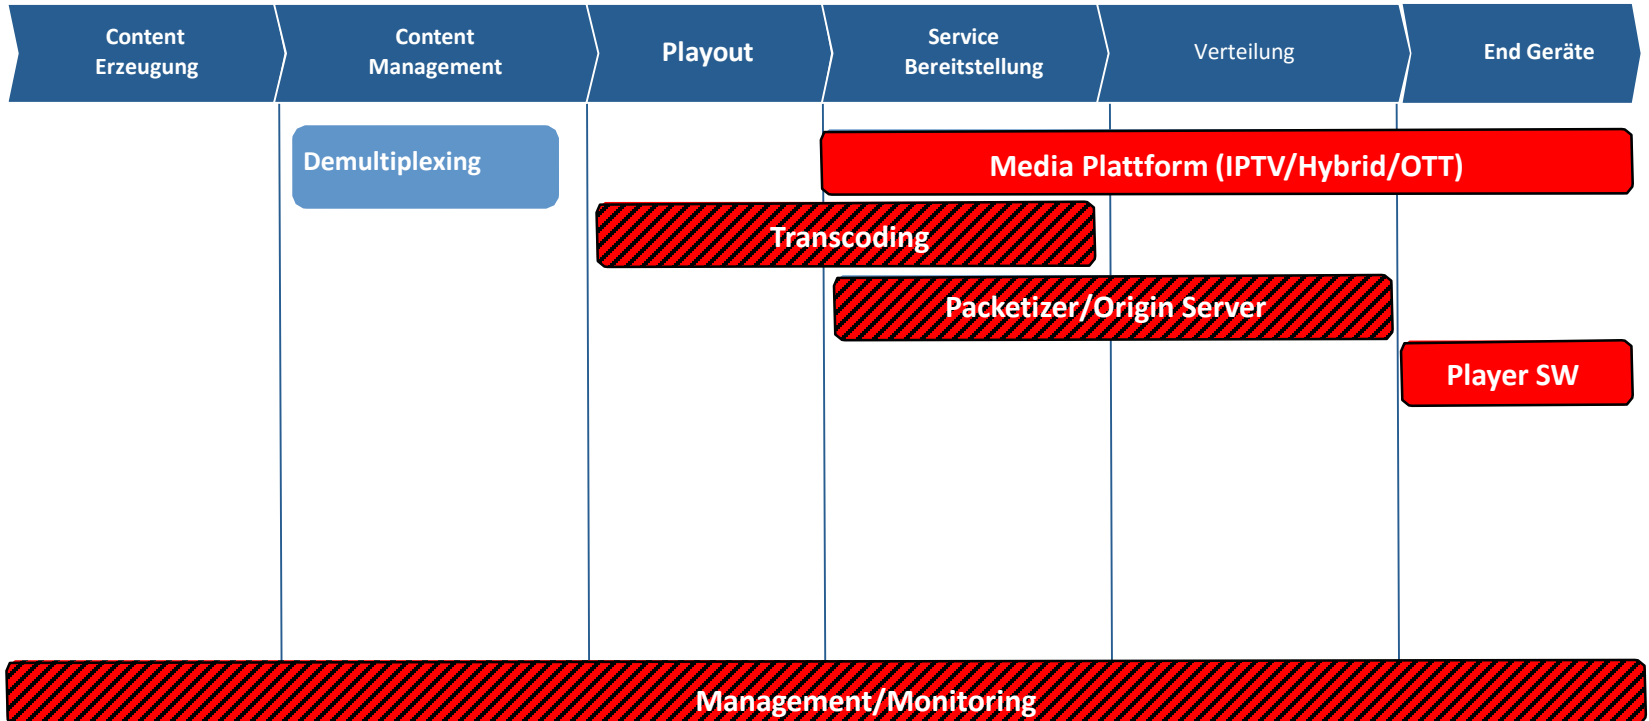 Content
Erzeugung
Content
Management
Playout
Service
Bereitstellung
Verteilung
End Geräte
Demultiplexing
Media Plattform (IPTV/Hybrid/OTT)
Transcoding
Packetizer/Origin Server
Player SW
Management/Monitoring